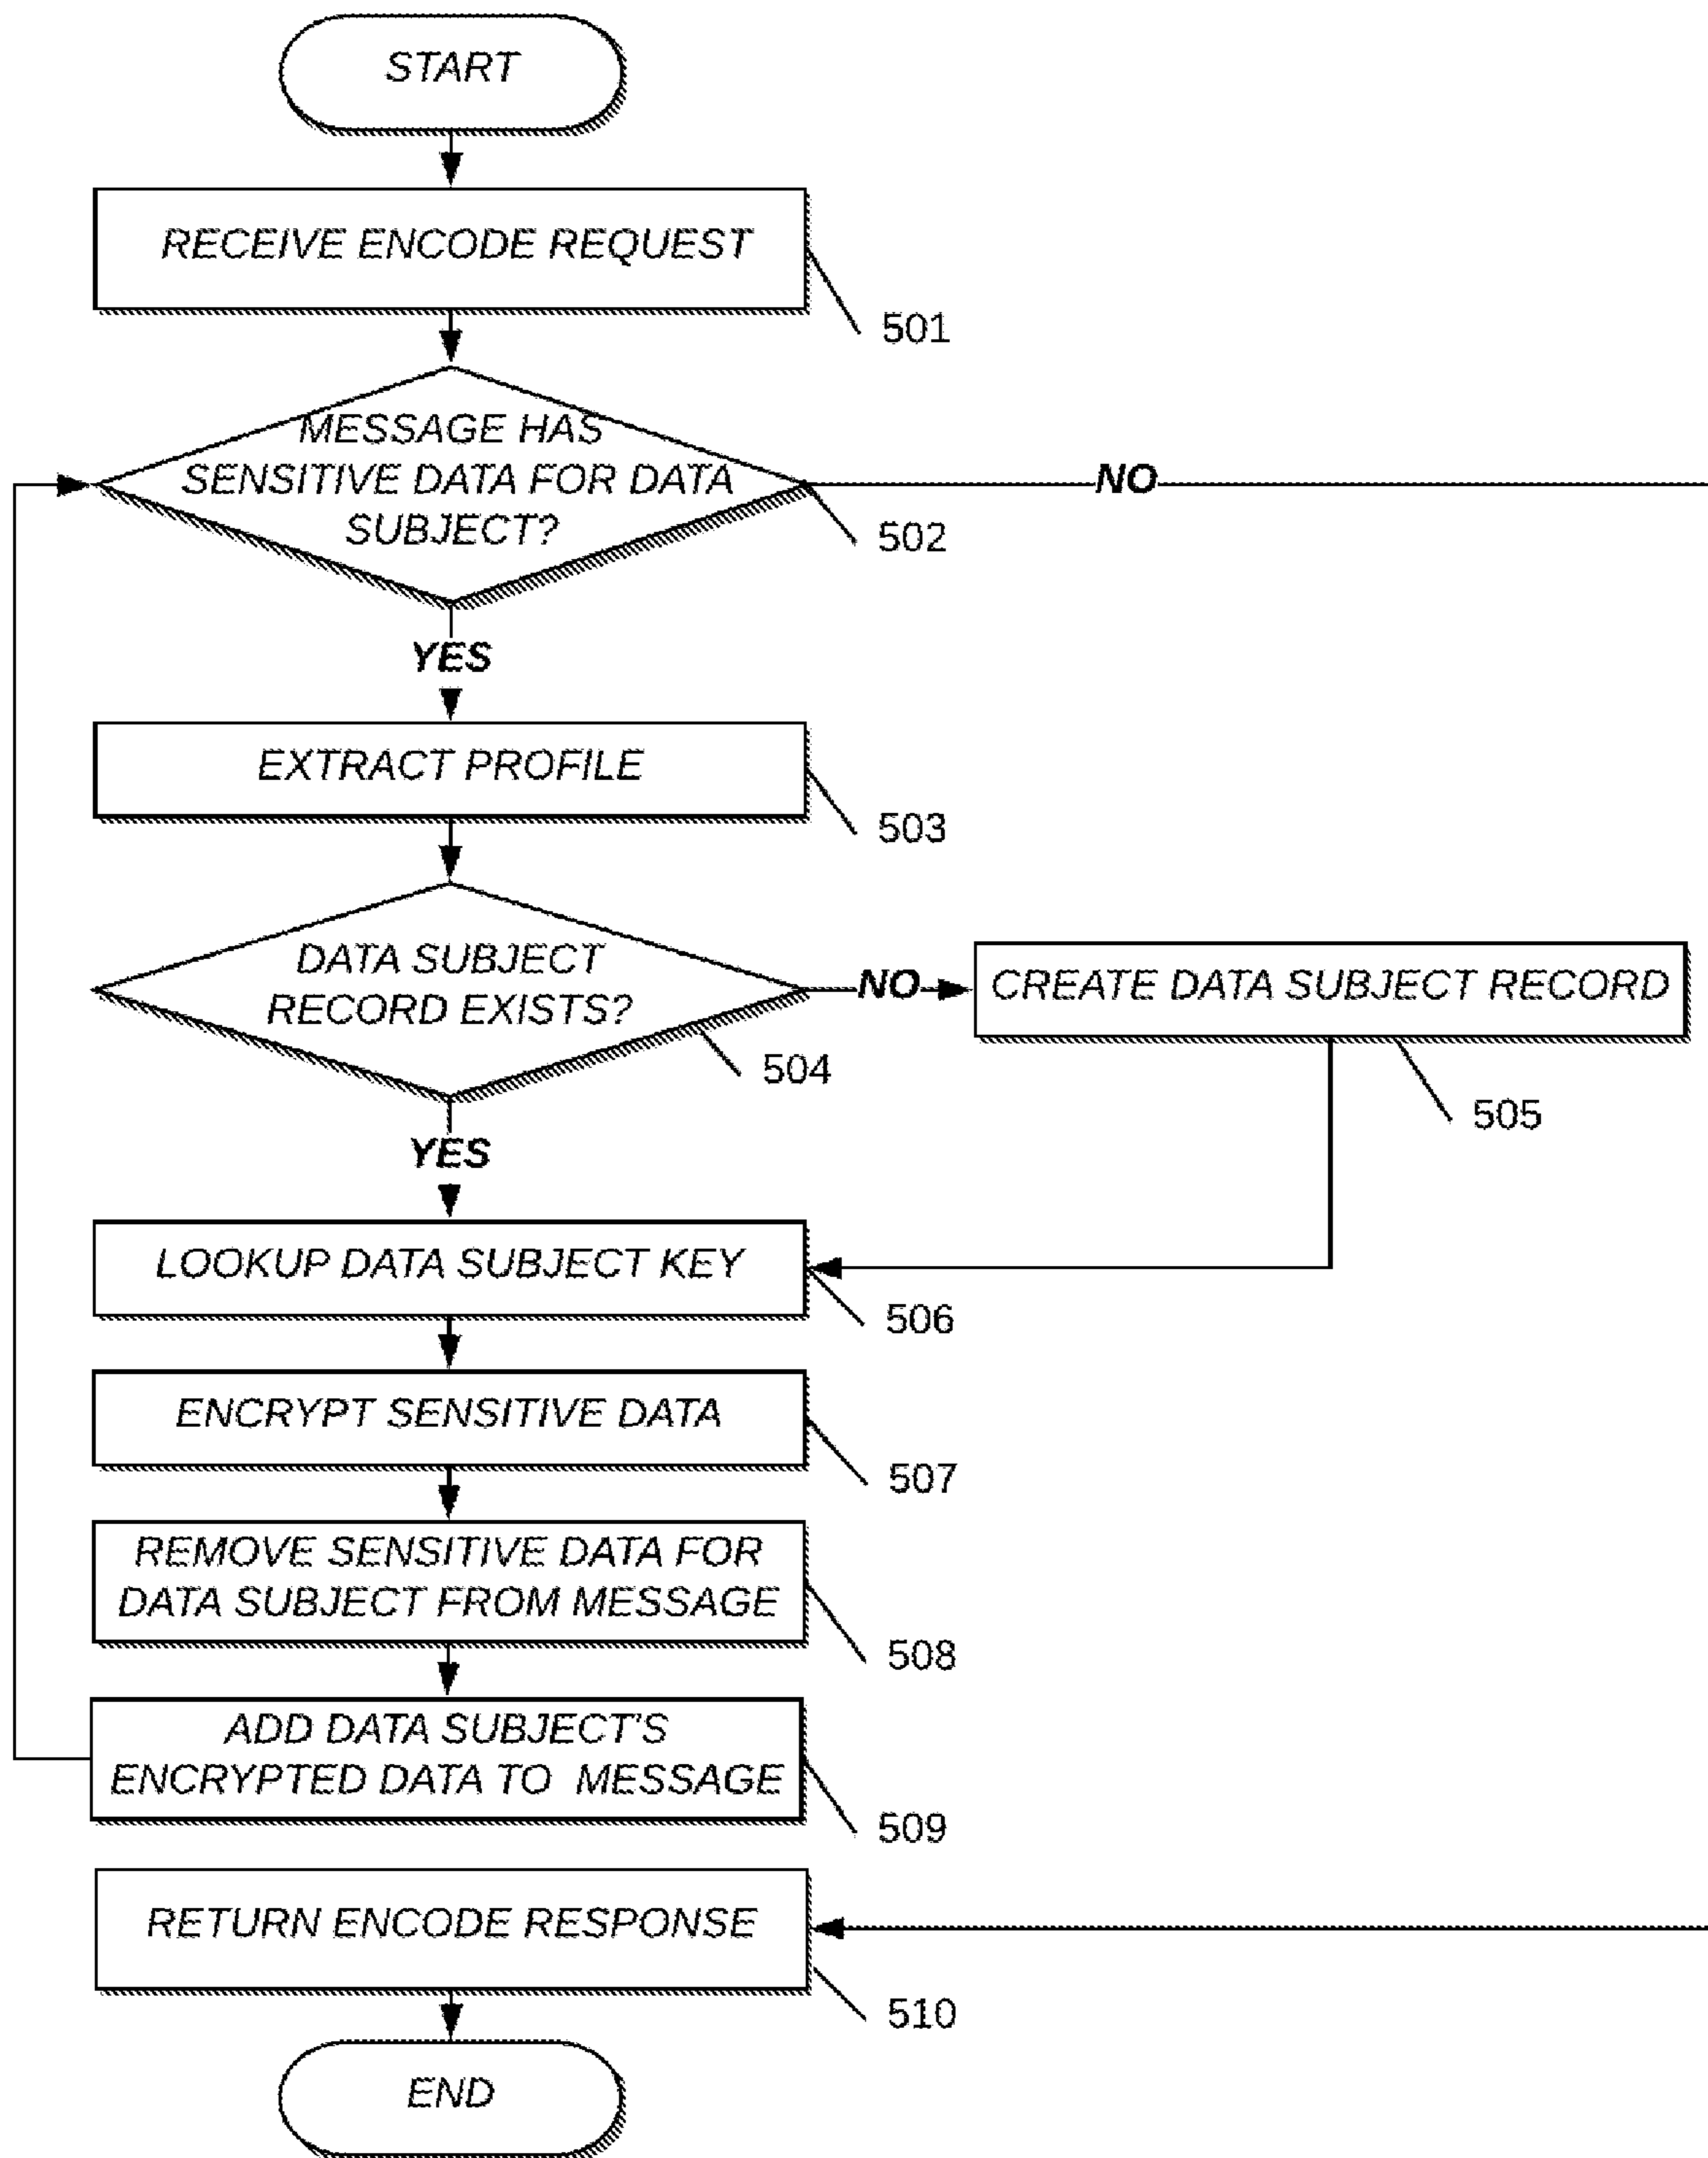 START
RECEIVE ENCODE REQUEST
501
MESSAGE HAS
SENSITIVE DATA FOR DATA
SUBJECT?
NO
502
YES
EXTRACT PROFILE
503
DATA SUBJECT
RECORD EXISTS?
NO
CREATE DATA SUBJECT RECORD
504
505
YES
LOOKUP DATA SUBJECT KEY
506
ENCRYPT SENSITIVE DATA
507
REMOVE SENSITIVE DATA FOR
DATA SUBJECT FROM MESSAGE
508
ADD DATA SUBJECT'S
ENCRYPTED DATA TO MESSAGE
509
RETURN ENCODE RESPONSE
510
END